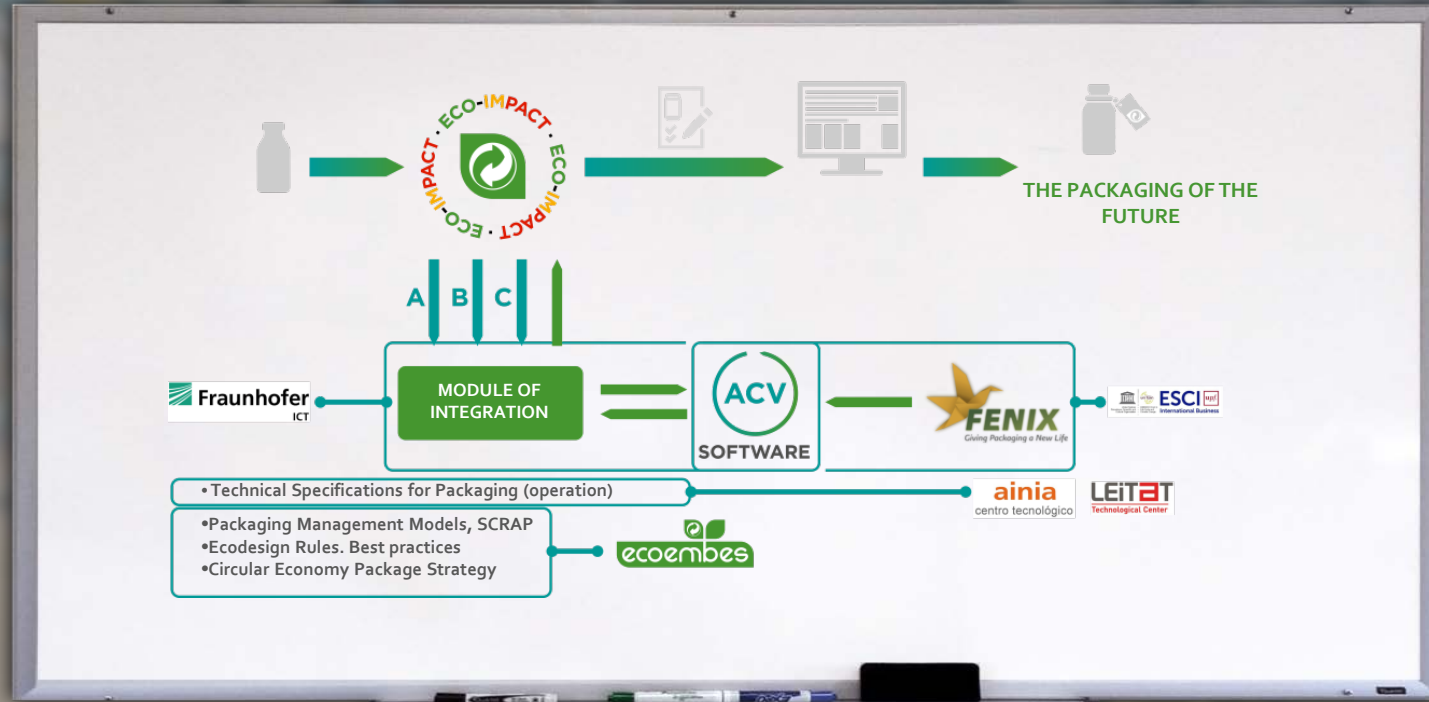 ECO-IMPACT · ECO-IMPACT · ECO-IMPACT ·
THE PACKAGING OF THE
FUTURE
A B C
Fraunhofer
ICT
MODULE OF
INTEGRATION
ACV
SOFTWARE
FENIX
Giving Packaging a New Life
ESCI upf.
International Business
•Technical Specifications for Packaging (operation)
ainia
centro tecnológico
LEITAT
Technological Center
•Packaging Management Models, SCRAP
•Ecodesign Rules. Best practices
•Circular Economy Package Strategy
ecoembes